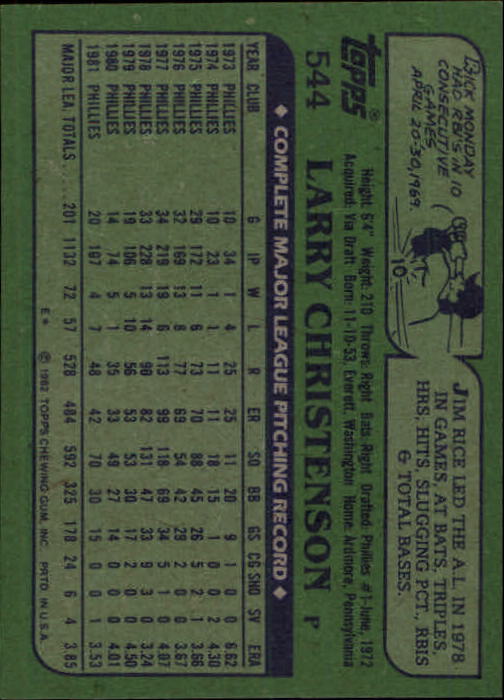 DICK MONDAY
HAD RBI'S IN 10
CONSECUTIVE
GAMES
APRIL 20-30, 1969.
10
JIM RICE LED THE A.L. IN 1978
IN GAMES, AT BATS, TRIPLES,
HRS, HITS, SLUGGING PCT., RBIS
& TOTAL BASES.
topps®
Height: 6'4" Weight: 210 Throws: Right Bats: Right Drafted: Phillies #1-June, 1972
Acquired: Via Draft Born: 11-10-53, Everett, Washington Home: Ardmore, Pennsylvania
544 LARRY CHRISTENSON P
◆ COMPLETE MAJOR LEAGUE PITCHING RECORD ◆
YEAR CLUB G IP W L R ER SO BB GS CG SHO SV ERA
1973 PHILLIES 10 34 1 4 25 25 11 20 9 1 0 0 6.62
1974 PHILLIES 10 23 1 1 11 11 18 15 1 0 0 2 4.30
1975 PHILLIES 29 172 11 6 73 70 88 45 26 5 2 1 3.66
1976 PHILLIES 32 169 13 8 77 69 54 42 29 2 0 0 3.67
1977 PHILLIES 34 219 19 6 113 99 118 69 34 5 1 0 4.07
1978 PHILLIES 33 228 13 14 90 82 131 47 33 9 3 0 3.24
1979 PHILLIES 19 106 5 10 56 53 53 30 17 2 0 0 4.50
1980 PHILLIES 14 74 5 1 35 33 49 27 14 0 0 0 4.01
1981 PHILLIES 20 107 4 7 48 42 70 30 15 0 0 1 3.53
MAJOR LEA. TOTALS... 201 1132 72 57 528 484 592 325 178 24 6 4 3.85
E* © 1982 TOPPS CHEWING GUM, INC. PRTD. IN U.S.A.